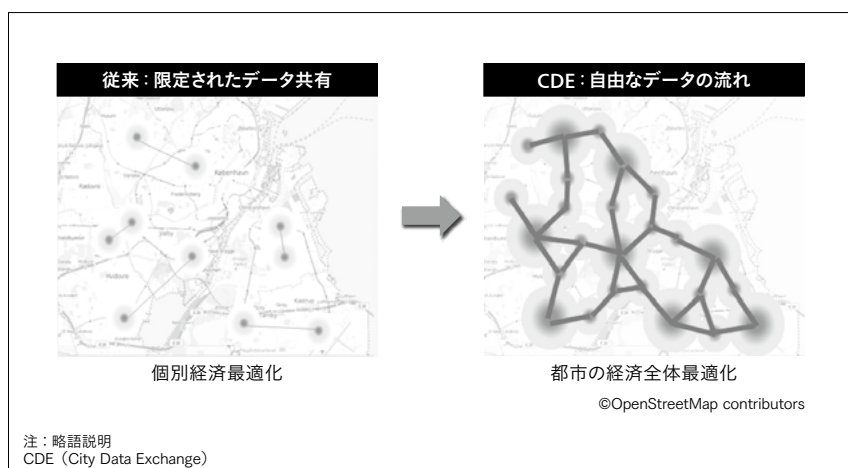 従来：限定されたデータ共有
CDE：自由なデータの流れ
København
個別経済最適化
都市の経済全体最適化
©OpenStreetMap contributors
注：略語説明
CDE（City Data Exchange）